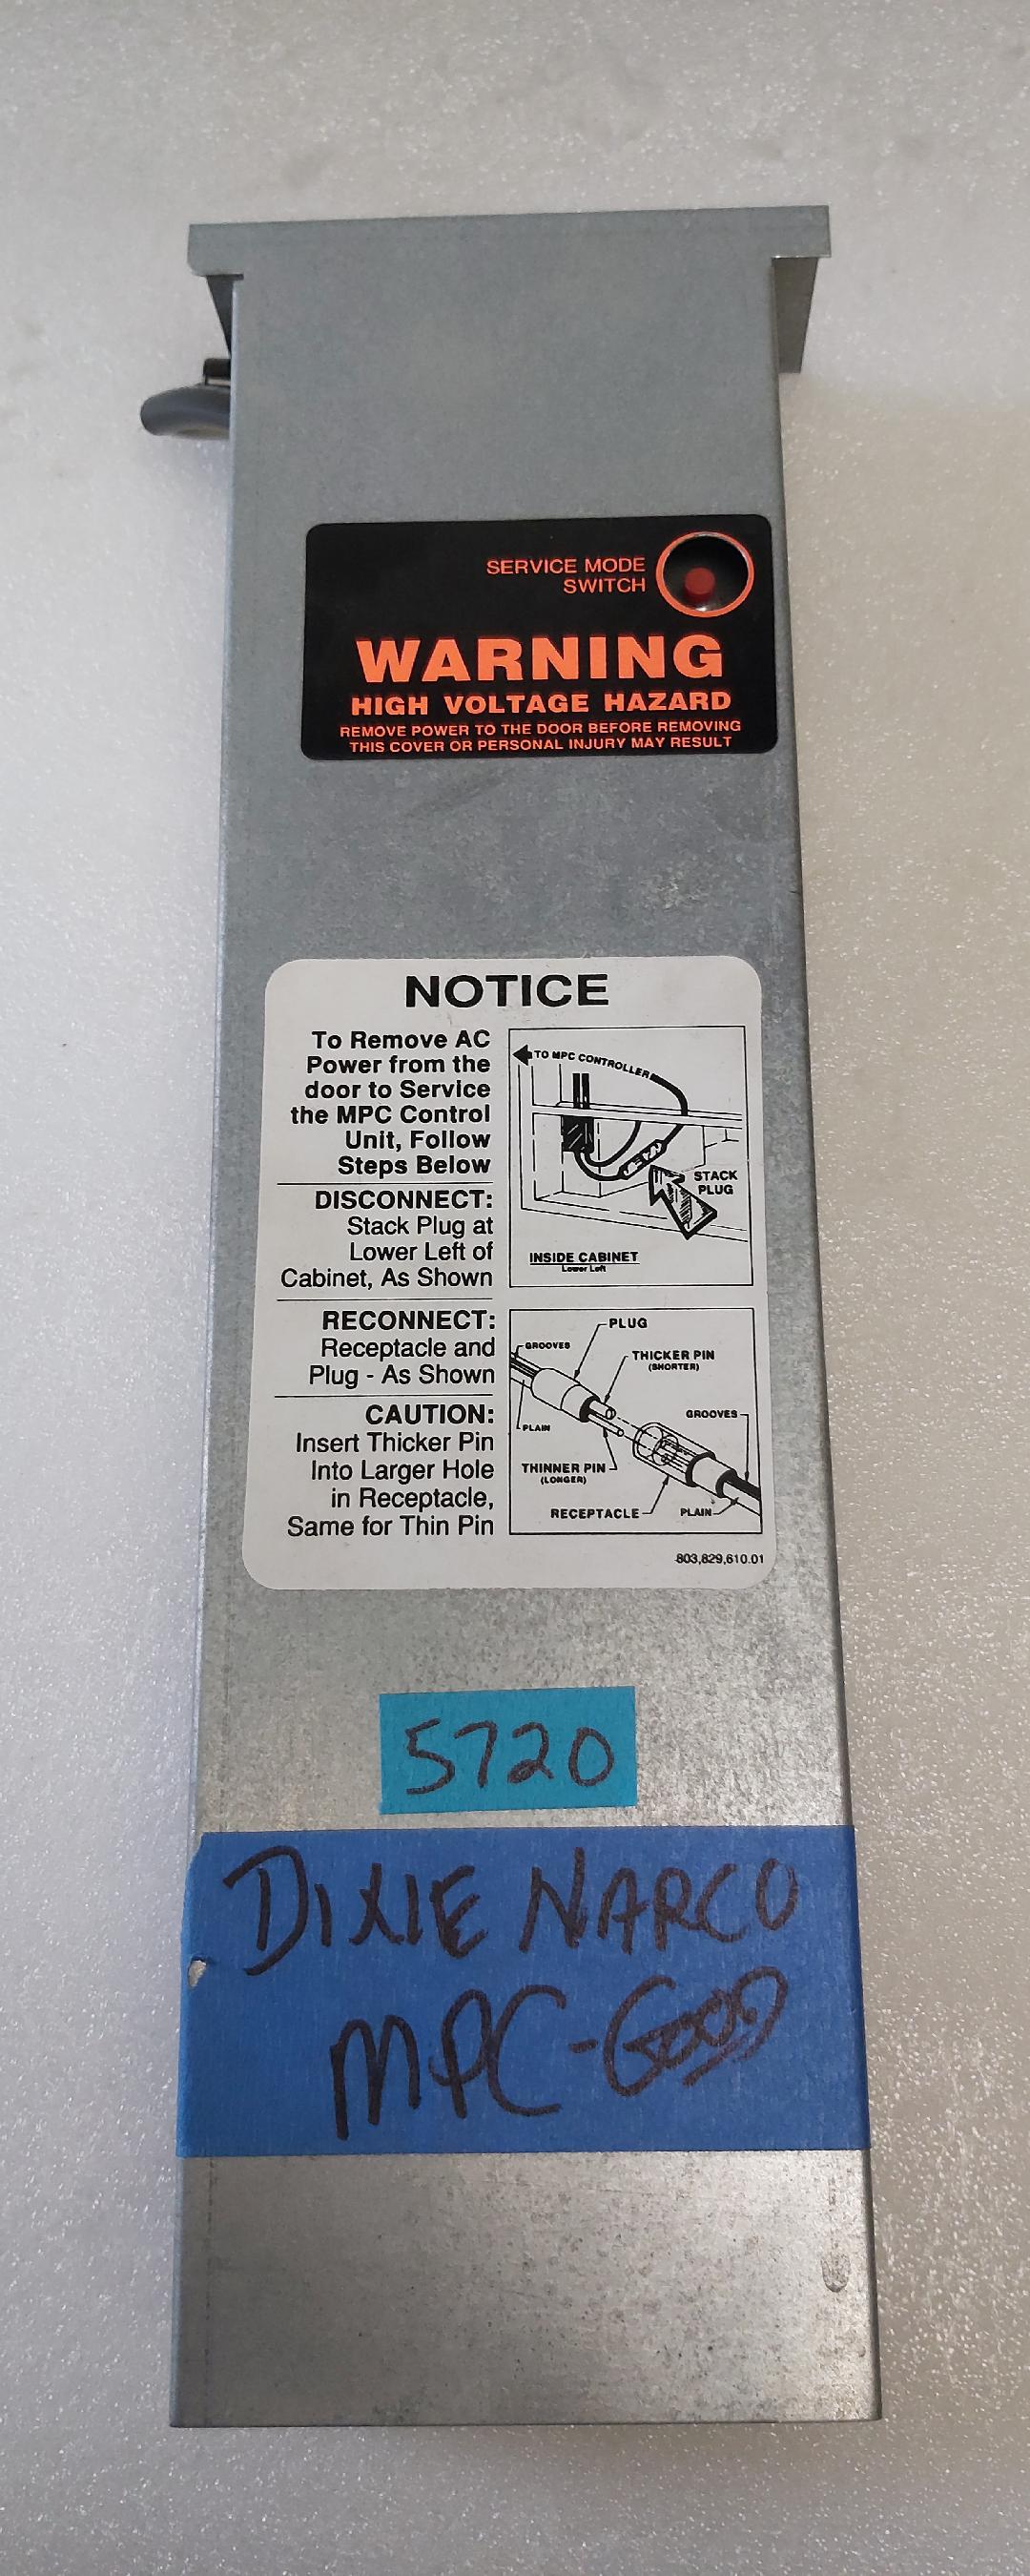 SERVICE MODE
SWITCH
WARNING
HIGH VOLTAGE HAZARD
REMOVE POWER TO THE DOOR BEFORE REMOVING
THIS COVER OR PERSONAL INJURY MAY RESULT
NOTICE
To Remove AC
Power from the
door to Service
the MPC Control
Unit, Follow
Steps Below
TO MPC CONTROLLER
STACK
PLUG
INSIDE CABINET
Lower Left
DISCONNECT:
Stack Plug at
Lower Left of
Cabinet, As Shown
RECONNECT:
Receptacle and
Plug - As Shown
CAUTION:
Insert Thicker Pin
Into Larger Hole
in Receptacle,
Same for Thin Pin
PLUG
GROOVES
THICKER PIN
(SHORTER)
GROOVES
PLAIN
THINNER PIN
(LONGER)
RECEPTACLE
PLAIN
803,829,610.01
5720
DIXIE NARCO
MPC-GOOD